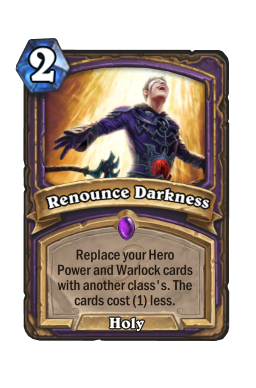 2
Renounce Darkness
Replace your Hero
Power and Warlock cards
with another class's. The
cards cost (1) less.
Holy